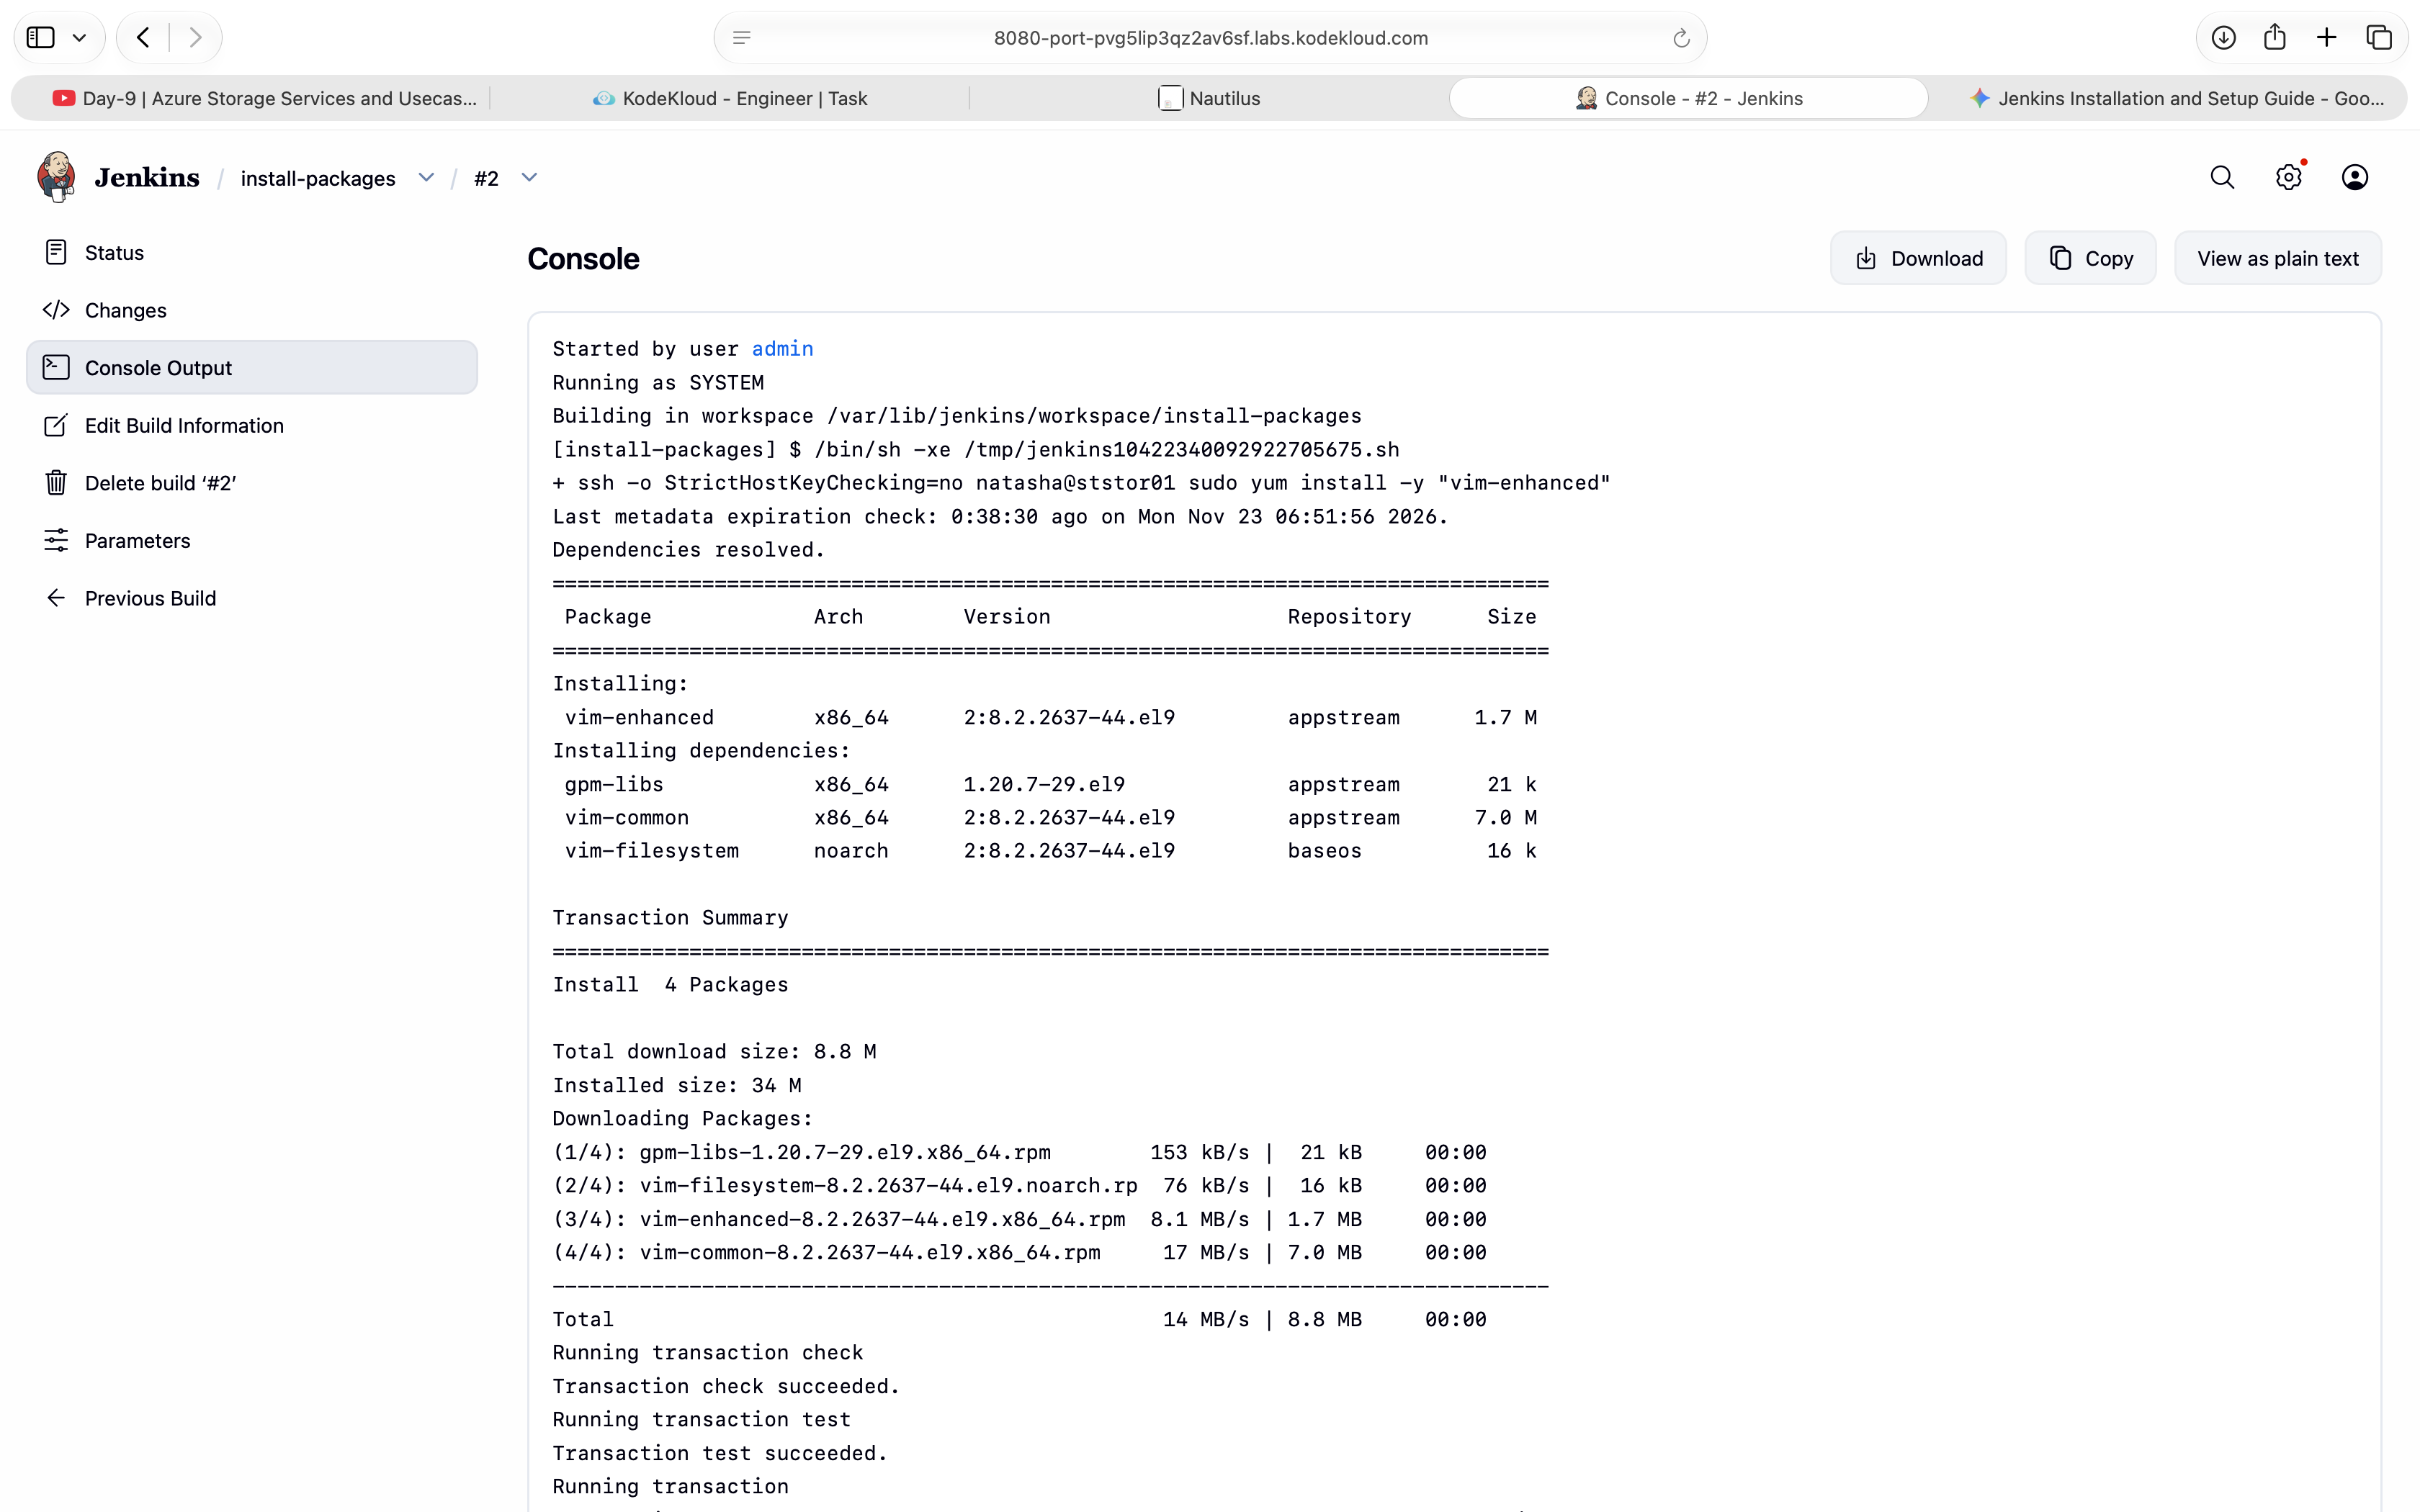 8080-port-pvg5lip3qz2av6sf.labs.kodekloud.com
Day-9 | Azure Storage Services and Usecas...
KodeKloud - Engineer | Task
Nautilus
Console - #2 - Jenkins
Jenkins Installation and Setup Guide - Goo...
Jenkins / install-packages / #2
Status
Changes
Console Output
Edit Build Information
Delete build ‘#2’
Parameters
Previous Build
Console
Download
Copy
View as plain text
Started by user admin
Running as SYSTEM
Building in workspace /var/lib/jenkins/workspace/install-packages
[install-packages] $ /bin/sh -xe /tmp/jenkins10422340092922705675.sh
+ ssh -o StrictHostKeyChecking=no natasha@ststor01 sudo yum install -y "vim-enhanced"
Last metadata expiration check: 0:38:30 ago on Mon Nov 23 06:51:56 2026.
Dependencies resolved.
================================================================================
 Package             Arch        Version                   Repository      Size
================================================================================
Installing:
 vim-enhanced        x86_64      2:8.2.2637-44.el9         appstream      1.7 M
Installing dependencies:
 gpm-libs            x86_64      1.20.7-29.el9             appstream       21 k
 vim-common          x86_64      2:8.2.2637-44.el9         appstream      7.0 M
 vim-filesystem      noarch      2:8.2.2637-44.el9         baseos          16 k
Transaction Summary
================================================================================
Install  4 Packages
Total download size: 8.8 M
Installed size: 34 M
Downloading Packages:
(1/4): gpm-libs-1.20.7-29.el9.x86_64.rpm        153 kB/s |  21 kB     00:00
(2/4): vim-filesystem-8.2.2637-44.el9.noarch.rp  76 kB/s |  16 kB     00:00
(3/4): vim-enhanced-8.2.2637-44.el9.x86_64.rpm  8.1 MB/s | 1.7 MB     00:00
(4/4): vim-common-8.2.2637-44.el9.x86_64.rpm     17 MB/s | 7.0 MB     00:00
--------------------------------------------------------------------------------
Total                                            14 MB/s | 8.8 MB     00:00
Running transaction check
Transaction check succeeded.
Running transaction test
Transaction test succeeded.
Running transaction